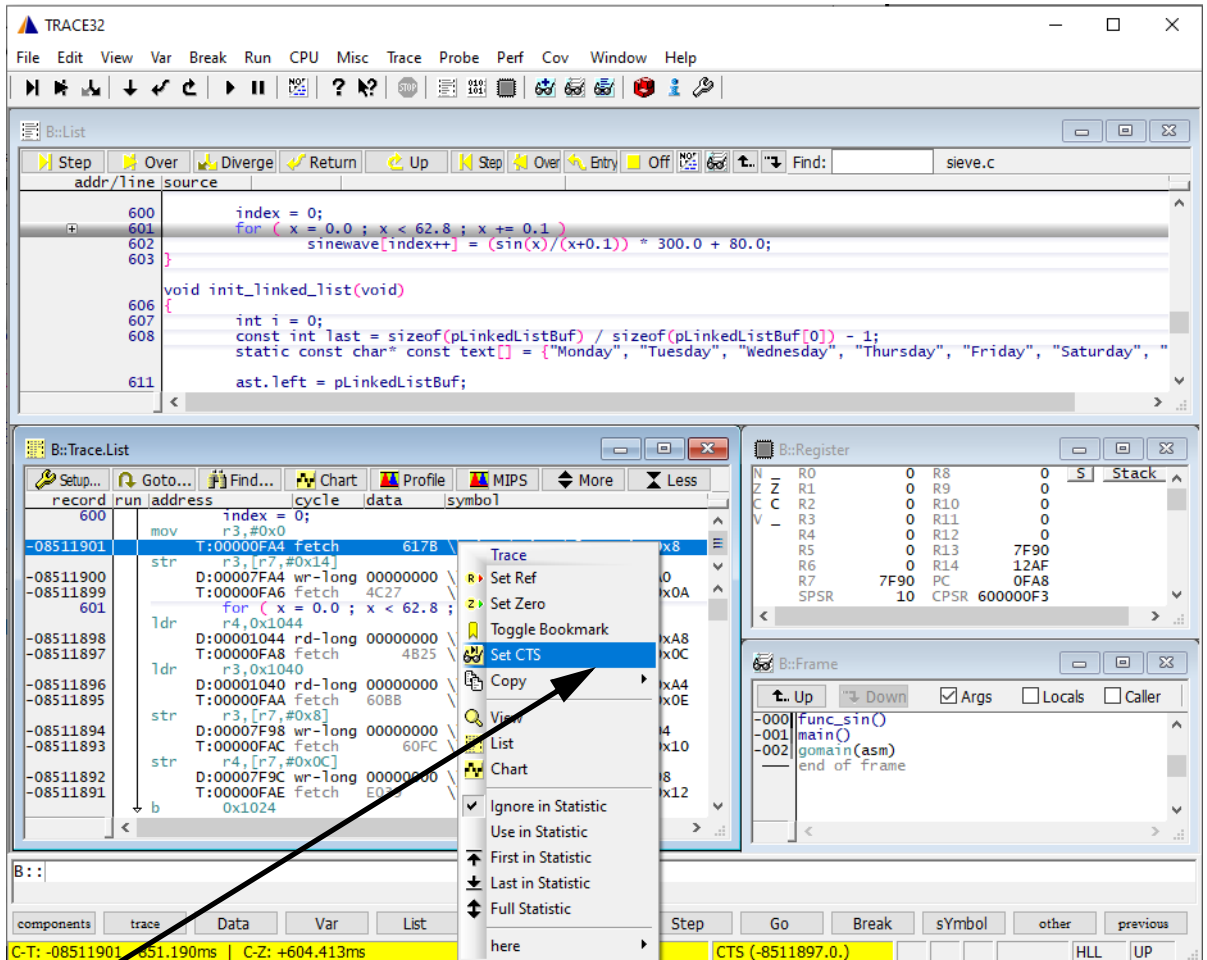 TRACE32
File Edit View Var Break Run CPU Misc Trace Probe Perf Cov Window Help
B::List
Step Over Diverge Return Up Step Over Entry Off Find: sieve.c
addr/line source
600 index = 0;
601 for ( x = 0.0 ; x < 62.8 ; x += 0.1 )
602 sinewave[index++] = (sin(x)/(x+0.1)) * 300.0 + 80.0;
603 }
void init_linked_list(void)
606 {
607 int i = 0;
608 const int last = sizeof(pLinkedListBuf) / sizeof(pLinkedListBuf[0]) - 1;
static const char* const text[] = {"Monday", "Tuesday", "Wednesday", "Thursday", "Friday", "Saturday", "
611 ast.left = pLinkedListBuf;
B::Trace.List
Setup... Goto... Find... Chart Profile MIPS More Less
record run address cycle data symbol
600 index = 0;
mov r3,#0x0
-08511901 T:00000FA4 fetch 617B \ 0x8
str r3,[r7,#0x14]
-08511900 D:00007FA4 wr-long 00000000 \
-08511899 T:00000FA6 fetch 4C27 \ 0x0A
601 for ( x = 0.0 ; x < 62.8 ;
ldr r4,0x1044
-08511898 D:00001044 rd-long 00000000 \ xA8
-08511897 T:00000FA8 fetch 4B25 \ 0x0C
ldr r3,0x1040
-08511896 D:00001040 rd-long 00000000 \ xA4
-08511895 T:00000FAA fetch 60BB \ 0x0E
str r3,[r7,#0x8]
-08511894 D:00007F98 wr-long 00000000 \
-08511893 T:00000FAC fetch 60FC \ 0x10
str r4,[r7,#0x0C]
-08511892 D:00007F9C wr-long 00000000 \
-08511891 T:00000FAE fetch \ 0x12
b 0x1024
Trace
Set Ref
Set Zero
Toggle Bookmark
Set CTS
Copy
View
List
Chart
Ignore in Statistic
Use in Statistic
First in Statistic
Last in Statistic
Full Statistic
here
B::Register
N _ R0 0 R8 0 S Stack
Z Z R1 0 R9 0
C C R2 0 R10 0
V _ R3 0 R11 0
R4 0 R12 0
R5 0 R13 7F90
R6 0 R14 12AF
R7 7F90 PC 0FA8
SPSR 10 CPSR 600000F3
B::Frame
Up Down Args Locals Caller
-000 func_sin()
-001 main()
-002 gomain(asm)
end of frame
B::
components trace Data Var List Step Go Break sYmbol other previous
C-T: -08511901 -851.190ms | C-Z: +604.413ms CTS (-8511897.0.) HLL UP